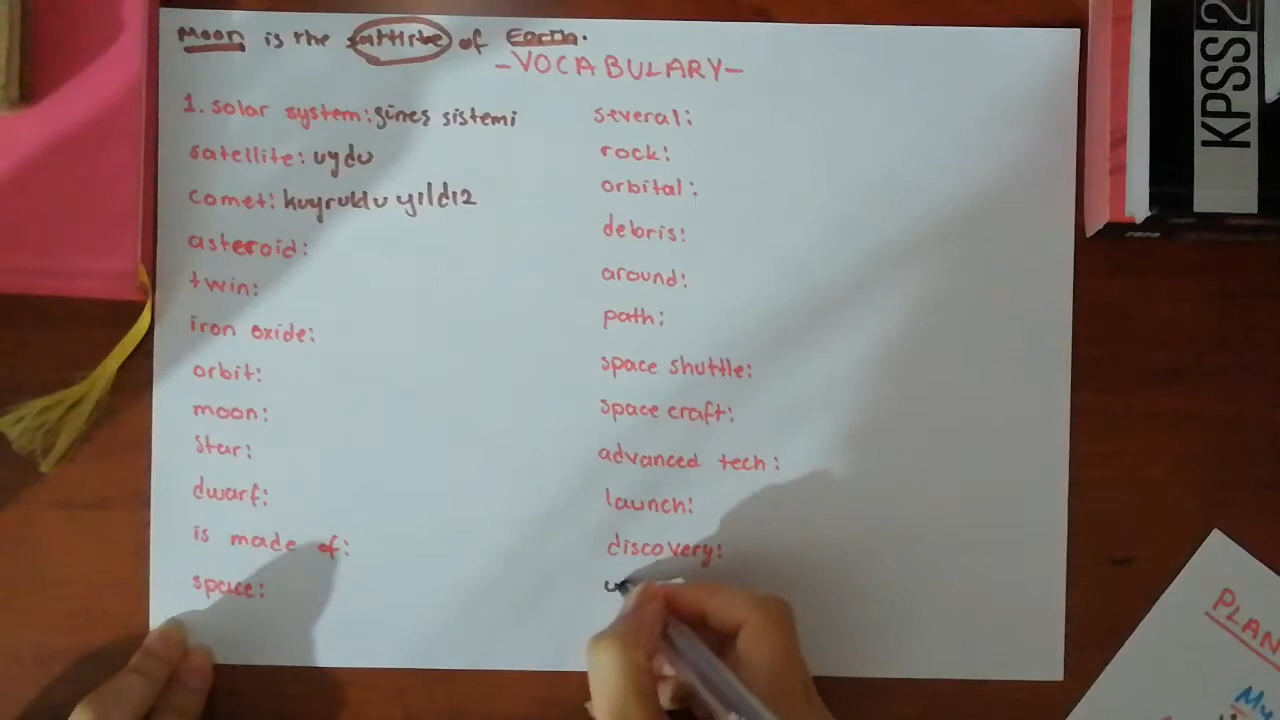 Moon is the sattlite of Earth.
-VOCABULARY-
1. solar system: güneş sistemi
satellite: uydu
comet: kuyruklu yıldız
asteroid:
twin:
iron oxide:
orbit:
moon:
star:
dwarf:
is made of:
space:
several:
rock:
orbital:
debris:
around:
path:
space shuttle:
space craft:
advanced tech:
launch:
discovery:
KPSS
PLAN
My